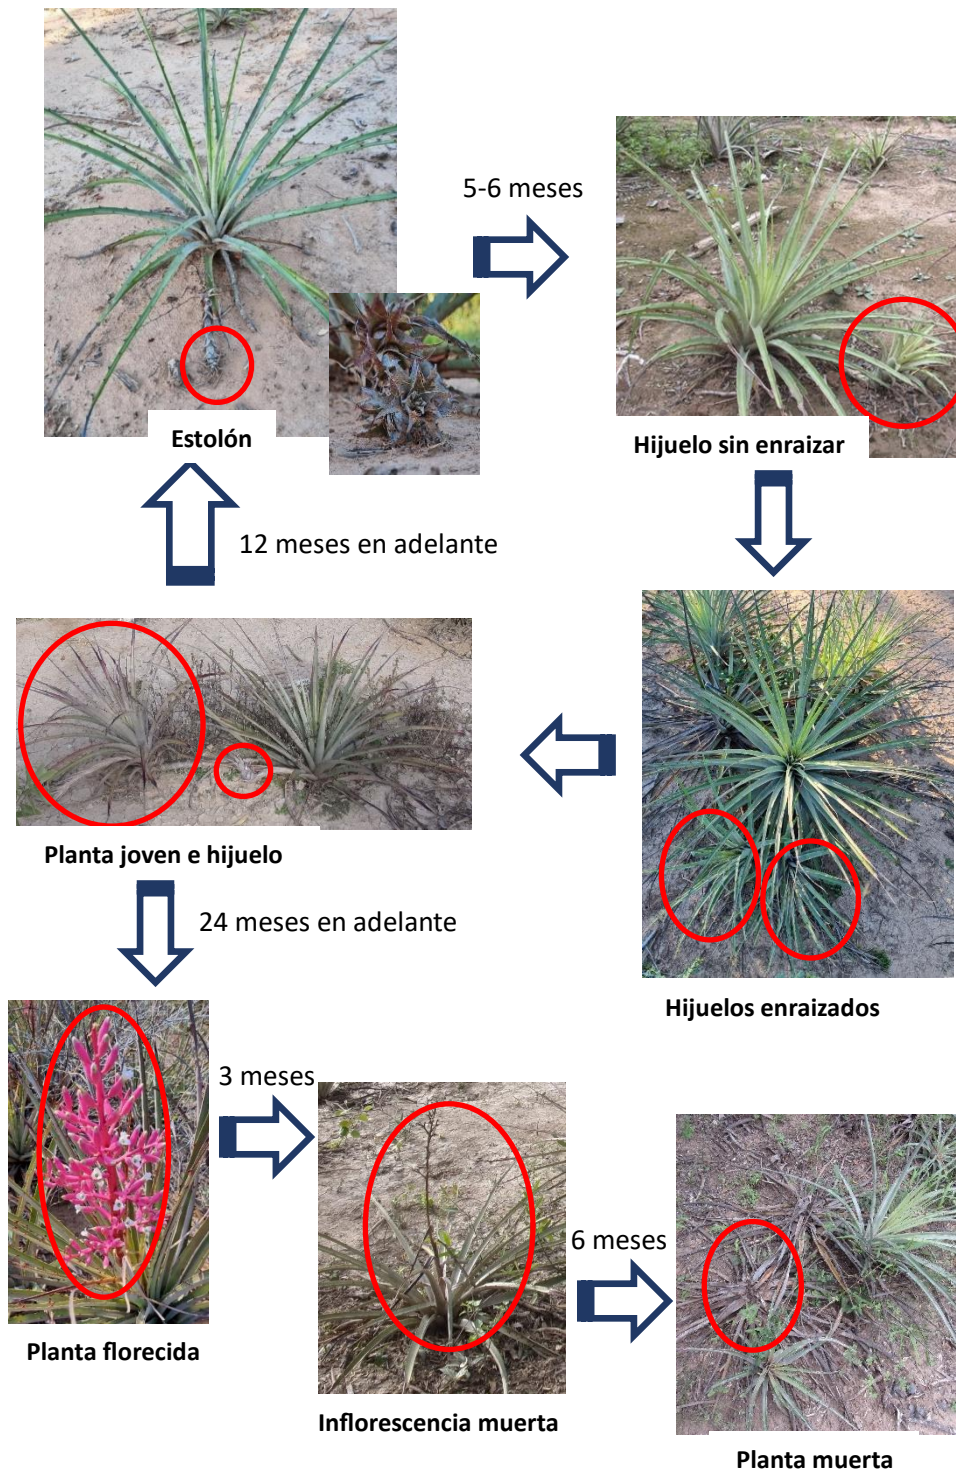 5-6 meses
Estolón
Hijuelo sin enraizar
12 meses en adelante
Planta joven e hijuelo
24 meses en adelante
Hijuelos enraizados
3 meses
Planta florecida
6 meses
Inflorescencia muerta
Planta muerta